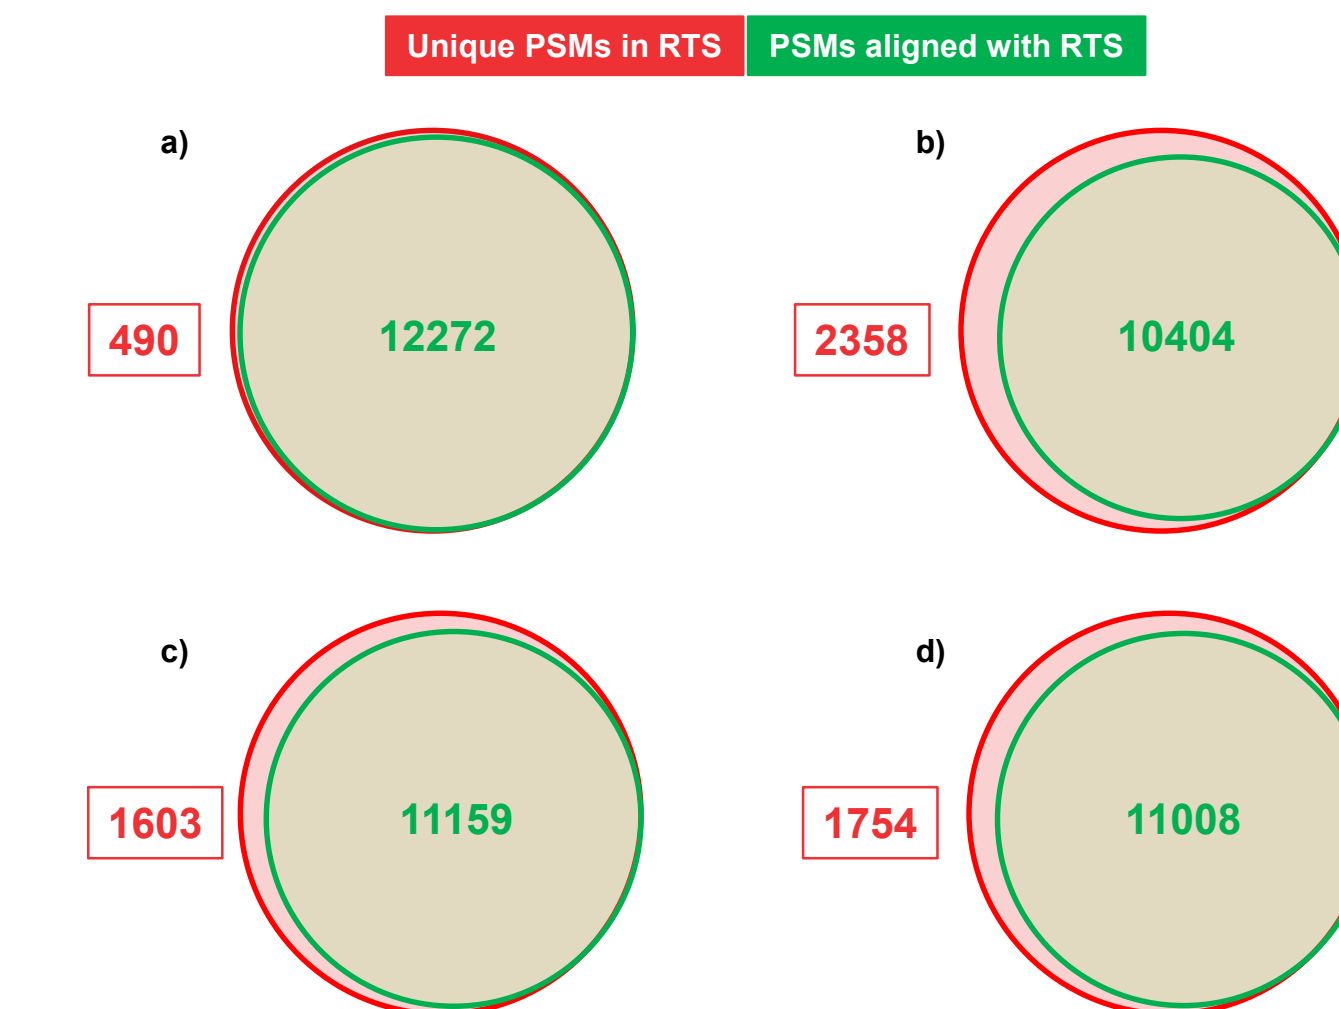 Unique PSMs in RTS PSMs aligned with RTS
a) b)
490 12272 2358 10404
c) d)
1603 11159 1754 11008